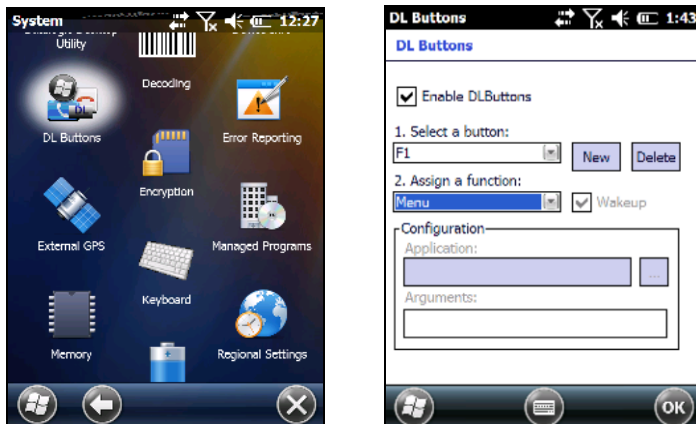 System
12:27
Utility
Decoding
DL
DL Buttons
Error Reporting
Encryption
External GPS
Managed Programs
Keyboard
Memory
Regional Settings
DL Buttons
1:43
DL Buttons
Enable DLButtons
1. Select a button:
F1
New
Delete
2. Assign a function:
Menu
Wakeup
Configuration
Application:
...
Arguments:
OK